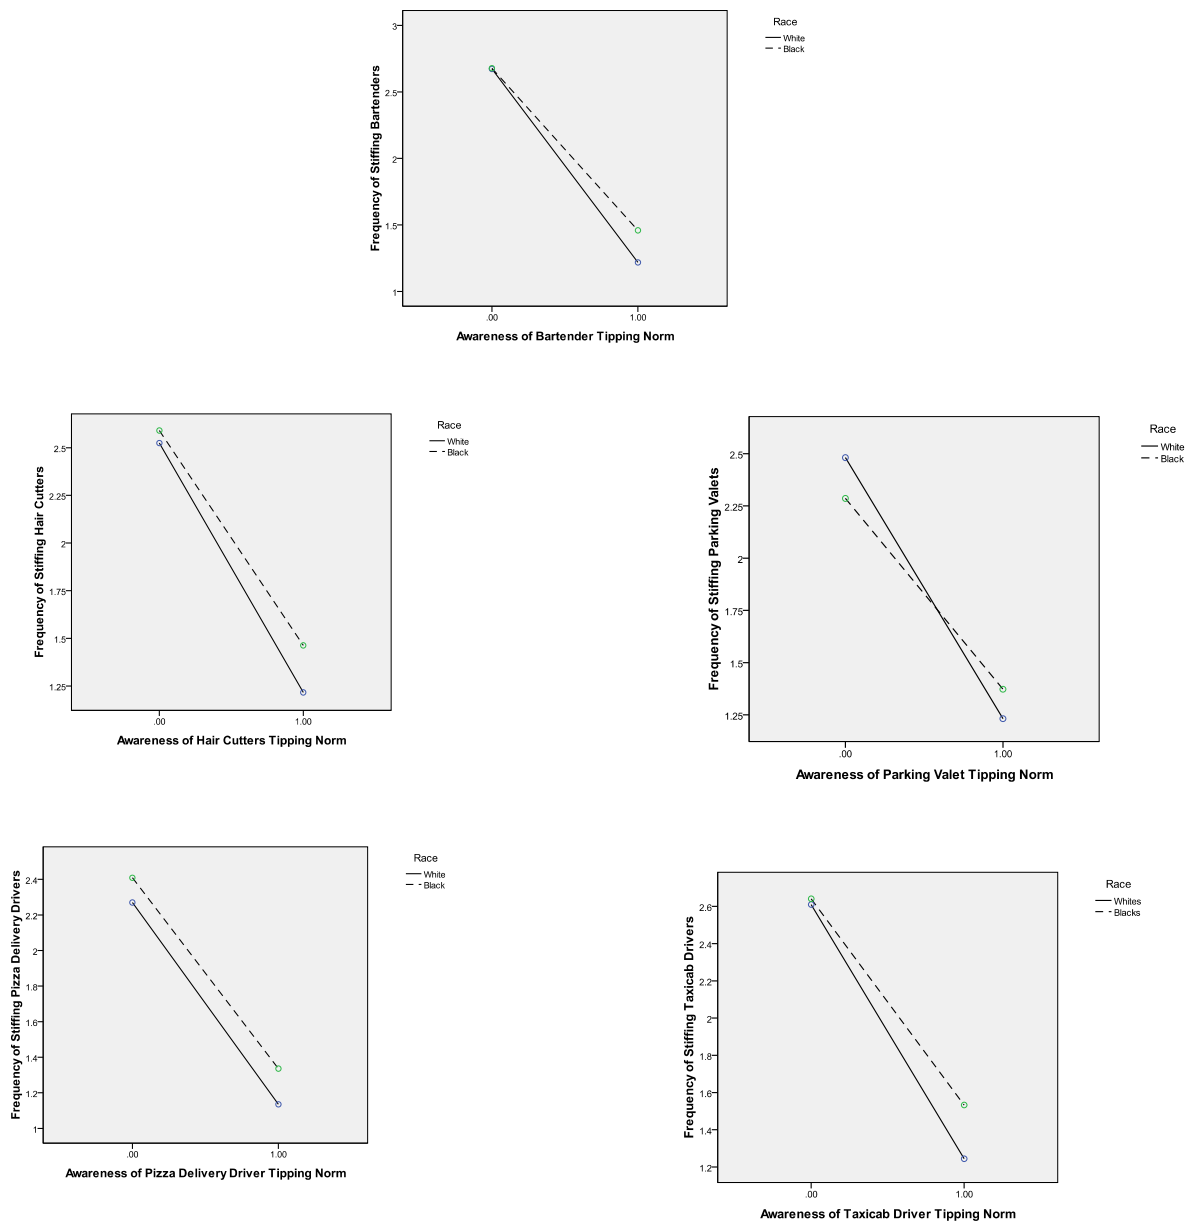 Race
White
Black
3
2.5
2
1.5
1
Frequency of Stiffing Bartenders
.00
1.00
Awareness of Bartender Tipping Norm
Race
White
Black
2.5
2.25
2
1.75
1.5
1.25
Frequency of Stiffing Hair Cutters
.00
1.00
Awareness of Hair Cutters Tipping Norm
Race
White
Black
2.5
2.25
2
1.75
1.5
1.25
Frequency of Stiffing Parking Valets
.00
1.00
Awareness of Parking Valet Tipping Norm
Race
White
Black
2.4
2.2
2
1.8
1.6
1.4
1.2
1
Frequency of Stiffing Pizza Delivery Drivers
.00
1.00
Awareness of Pizza Delivery Driver Tipping Norm
Race
Whites
Blacks
2.6
2.4
2.2
2
1.8
1.6
1.4
1.2
Frequency of Stiffing Taxicab Drivers
.00
1.00
Awareness of Taxicab Driver Tipping Norm